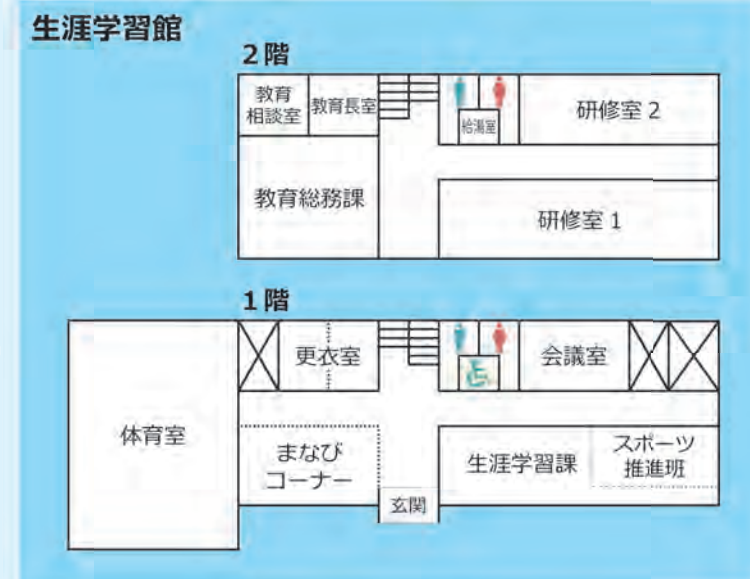 生涯学習館
2階
教育
相談室
教育長室
給湯室
研修室2
教育総務課
研修室1
1階
更衣室
会議室
体育室
まなび
コーナー
生涯学習課
スポーツ
推進班
玄関